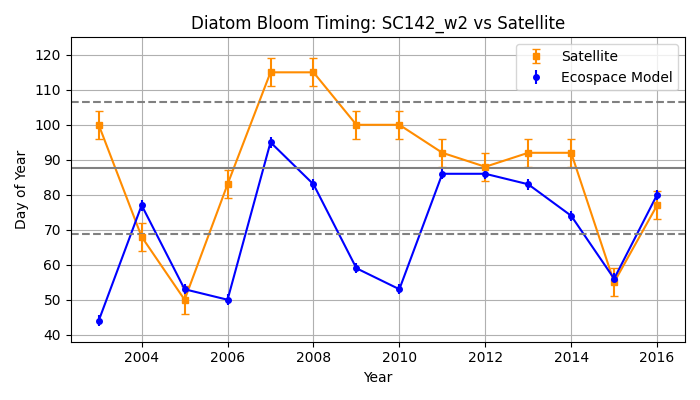 Diatom Bloom Timing: SC142_w2 vs Satellite
Satellite
Ecospace Model
Day of Year
120
110
100
90
80
70
60
50
40
2004 2006 2008 2010 2012 2014 2016
Year